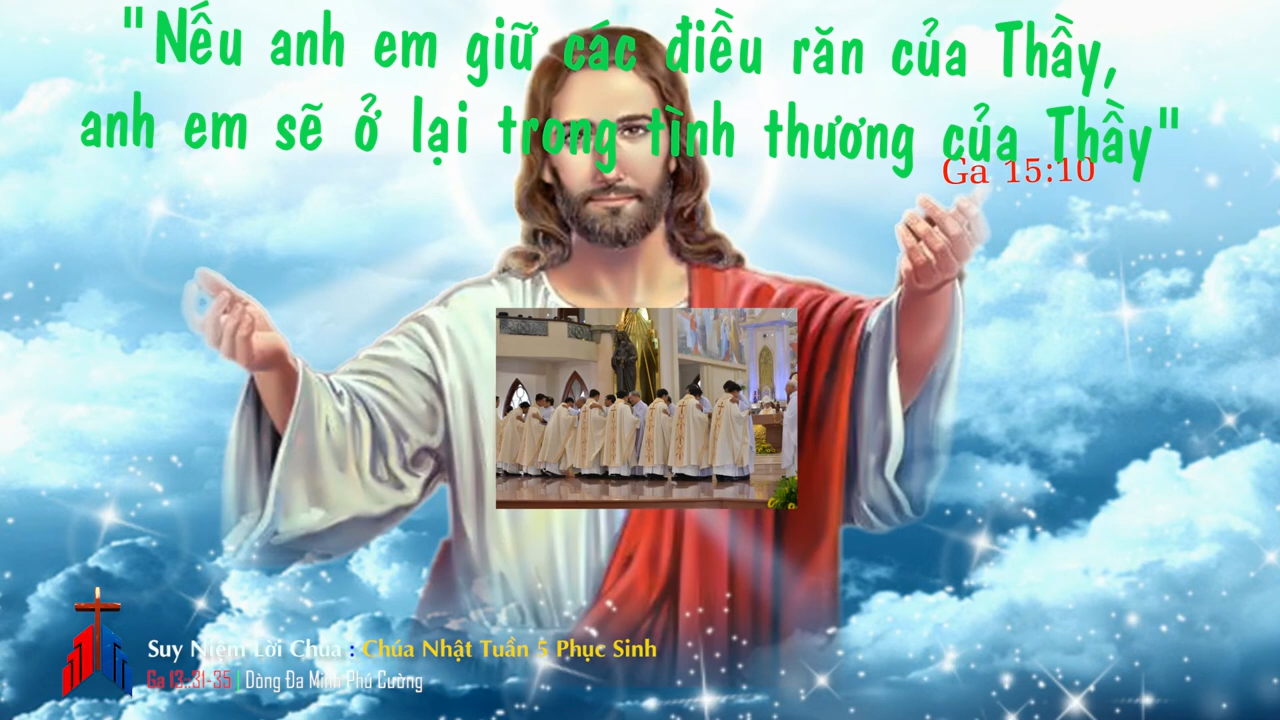 "Nếu anh em giữ các điều răn của Thầy,
anh em sẽ ở lại trong tình thương của Thầy"
Ga 15:10
Suy Niệm Lời Chúa : Chúa Nhật Tuần 5 Phục Sinh
Ga 13:31-35 | Dòng Đa Minh Phú Cường